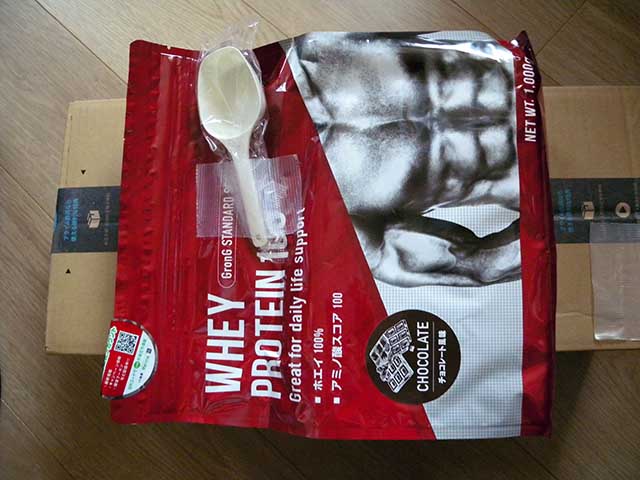 GronG STANDARD S
WHEY
PROTEIN 100
Great for daily life support
■ ホエイ 100%
■ アミノ酸スコア 100
CHOCOLATE
チョコレート風味
NET WT. 1,000g